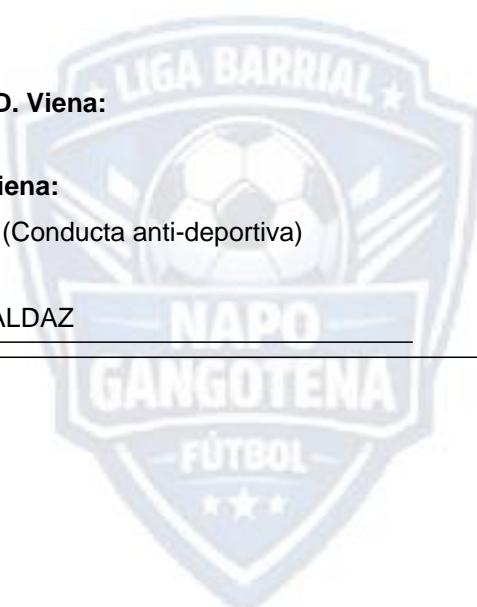 LIGA BARRIAL
D. Viena:
iena:
(Conducta anti-deportiva)
ALDAZ
NAPO
GANGOTENA
FÚTBOL